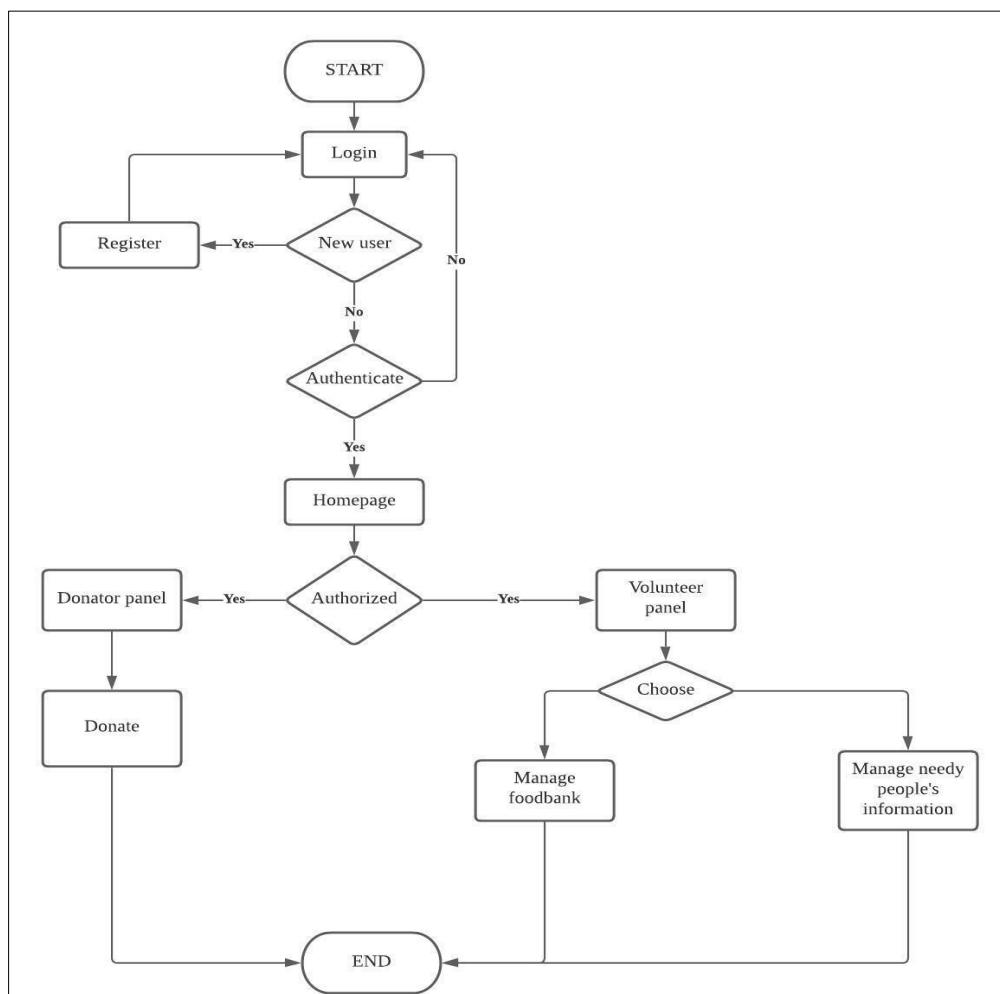 START
Login
Register
Yes
New user
No
No
Authenticate
Yes
Homepage
Donator panel
Yes
Authorized
Yes
Volunteer
panel
Choose
Donate
Manage
foodbank
Manage needy
people's
information
END